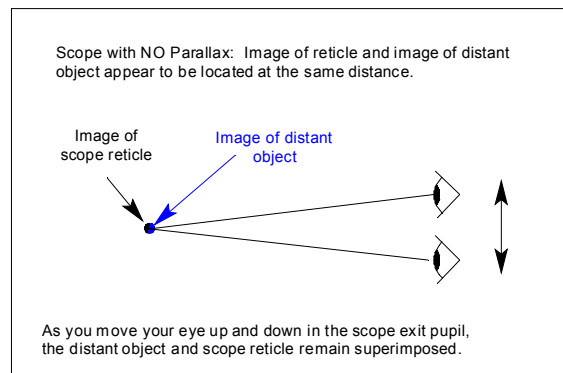 Scope with NO Parallax: Image of reticle and image of distant
object appear to be located at the same distance.
Image of
scope reticle
Image of distant
object
As you move your eye up and down in the scope exit pupil,
the distant object and scope reticle remain superimposed.